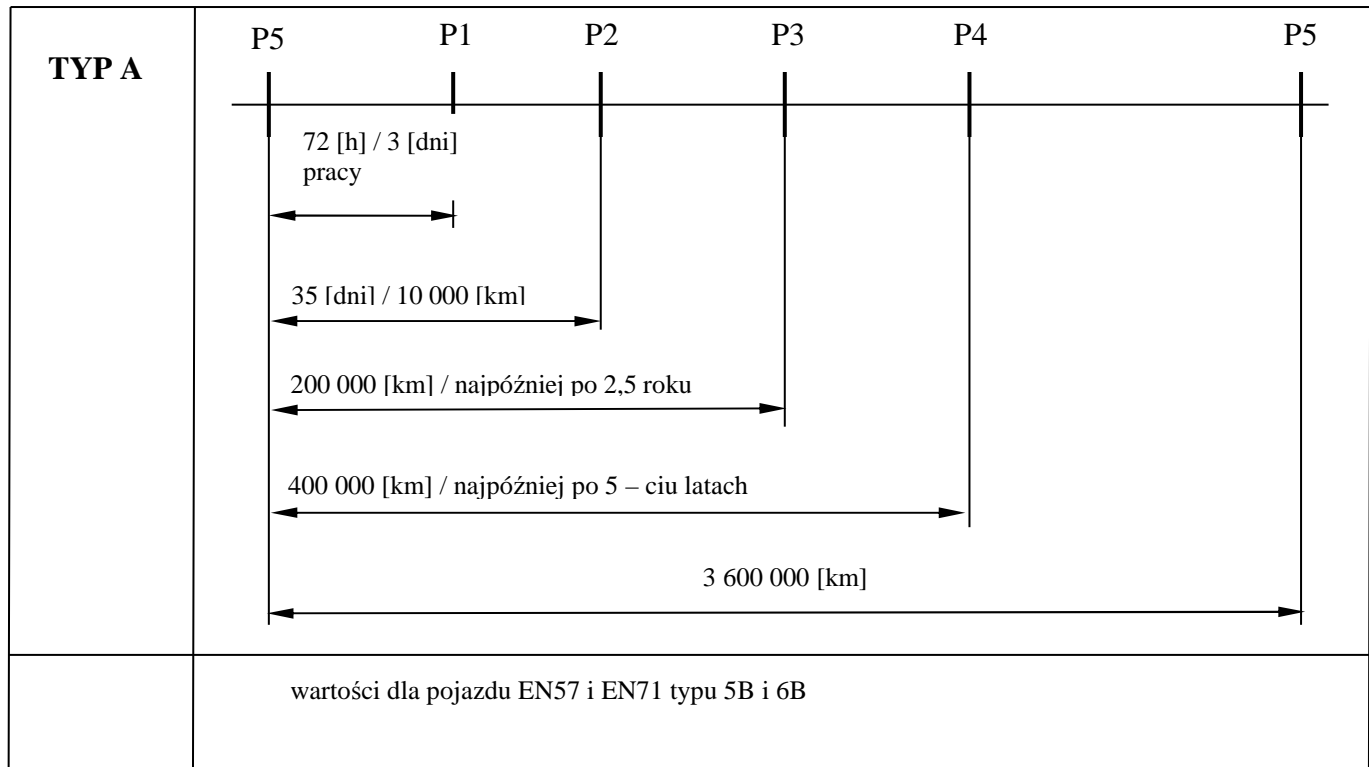 TYP A
P5 P1 P2 P3 P4 P5
72 [h] / 3 [dni]
pracy
35 [dni] / 10 000 [km]
200 000 [km] / najpóźniej po 2,5 roku
400 000 [km] / najpóźniej po 5 – ciu latach
3 600 000 [km]
wartości dla pojazdu EN57 i EN71 typu 5B i 6B